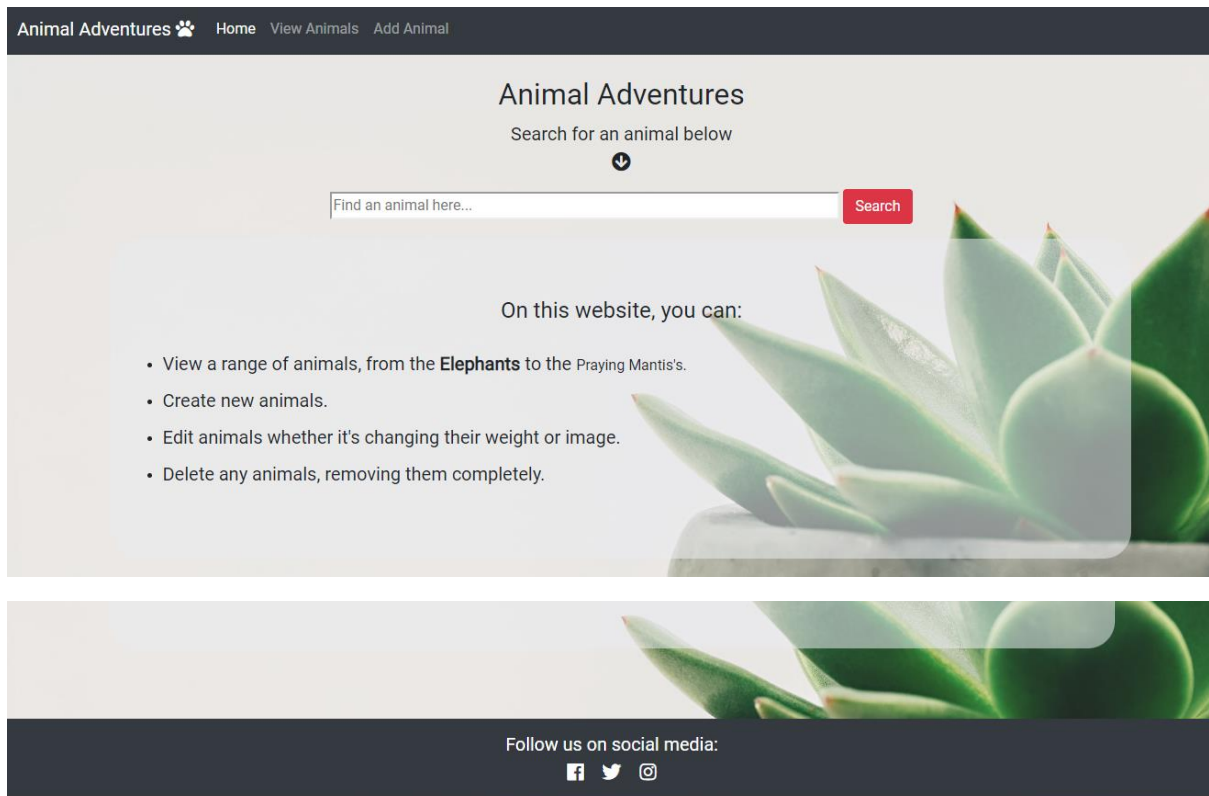 Animal Adventures Home View Animals Add Animal
Animal Adventures
Search for an animal below
Find an animal here... Search
On this website, you can:
• View a range of animals, from the Elephants to the Praying Mantis's.
• Create new animals.
• Edit animals whether it's changing their weight or image.
• Delete any animals, removing them completely.
Follow us on social media: